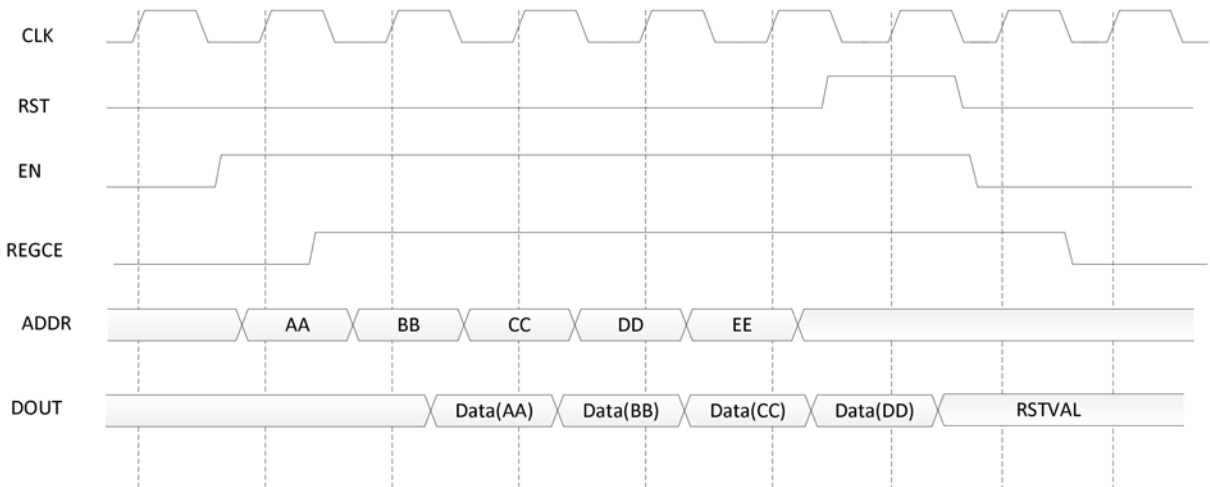 CLK
RST
EN
REGCE
ADDR AA BB CC DD EE
DOUT Data(AA) Data(BB) Data(CC) Data(DD) RSTVAL